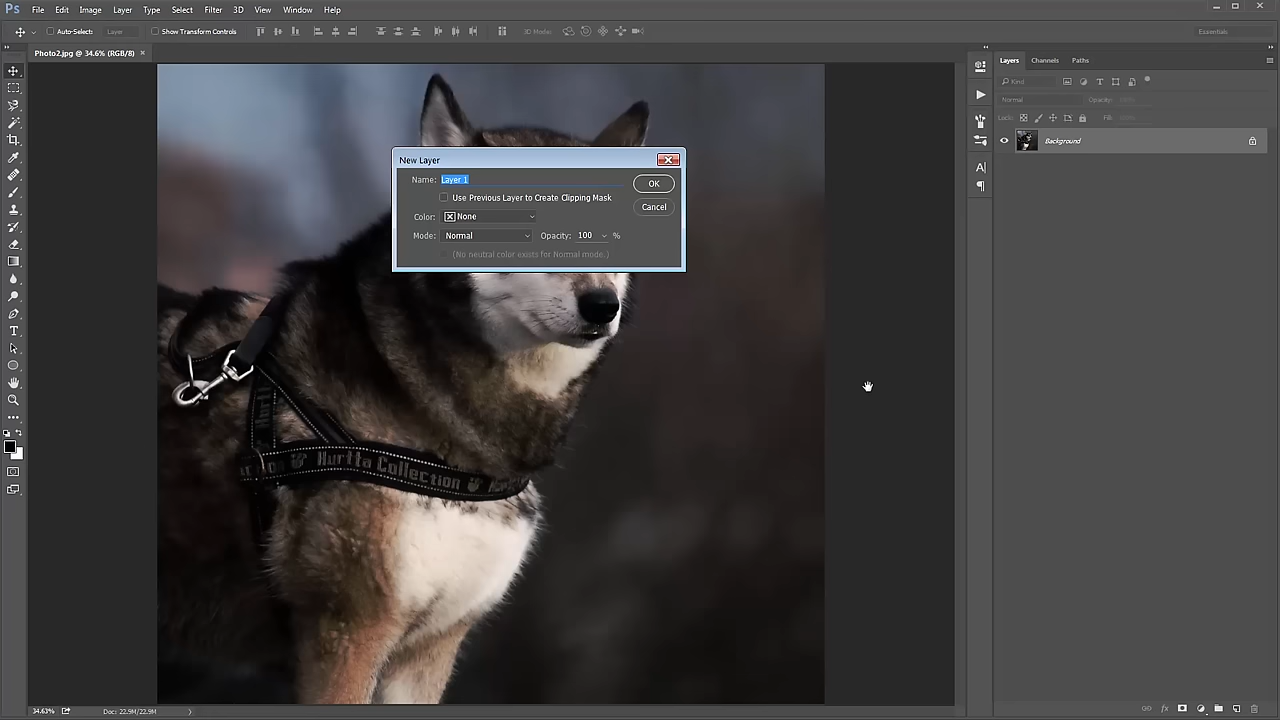 Ps File Edit Image Layer Type Select Filter 3D View Window Help
Auto-Select: Layer Show Transform Controls 3D Mode: Essentials
Photo2.jpg @ 34.6% (RGB/8) ×
Layers Channels Paths
Kind
Normal Opacity: 100%
Lock: Fill:
Background
New Layer
Name: Layer 1
OK
Use Previous Layer to Create Clipping Mask
Cancel
Color: None
Mode: Normal Opacity: 100 %
(No neutral color exists for Normal mode.)
Hurtta Collection
34.63% Doc: 22.9M/22.9M